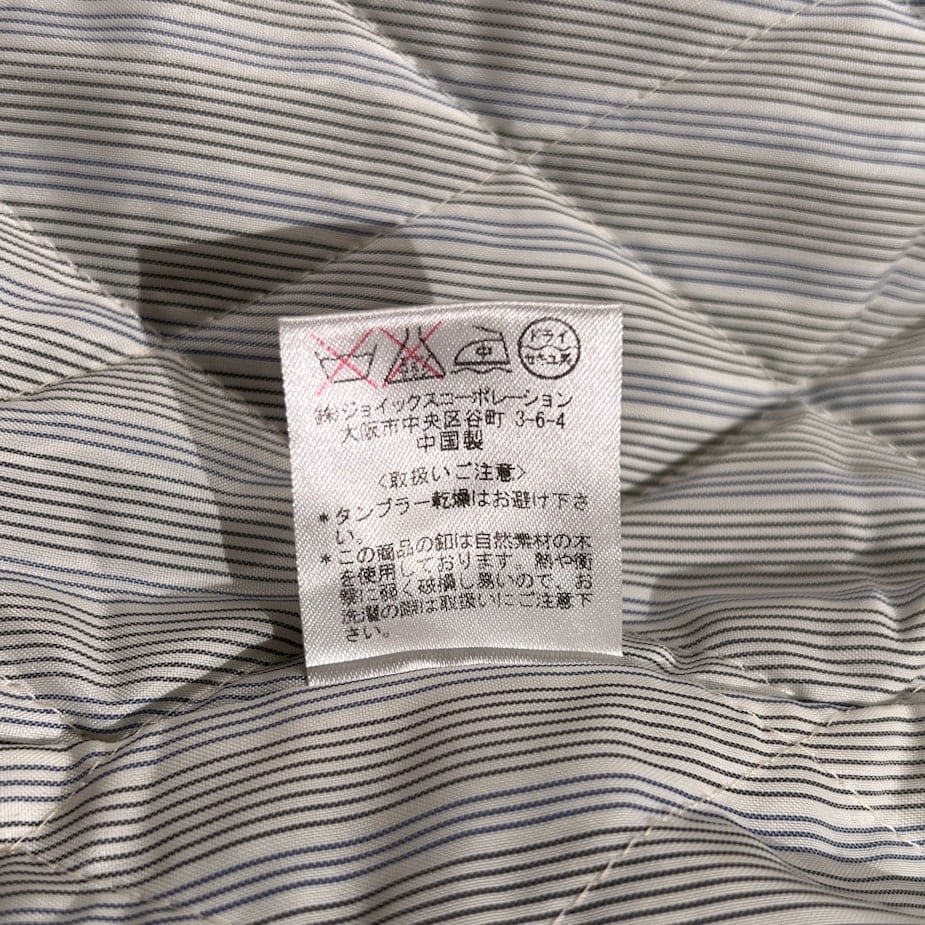 中
ドライ
セキユ系
㈱ジョイックスコーポレーション
大阪市中央区谷町 3-6-4
中国製
〈取扱いご注意〉
*タンブラー乾燥はお避け下さ
い。
*この商品の釦は自然素材の木
を使用しております。熱や衝
撃に弱く破損し易いので、お
洗濯の際は取扱いにご注意下
さい。